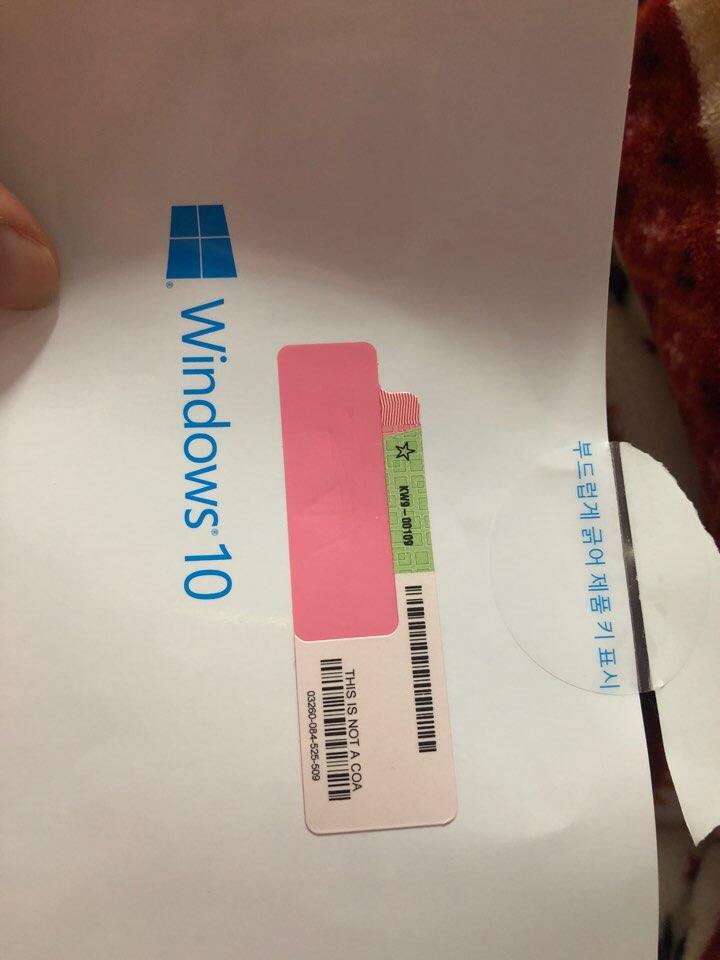 Windows® 10
KW9-00109
THIS IS NOT A COA
03260-084-525-509
부드럽게 긁어 제품 키 표시